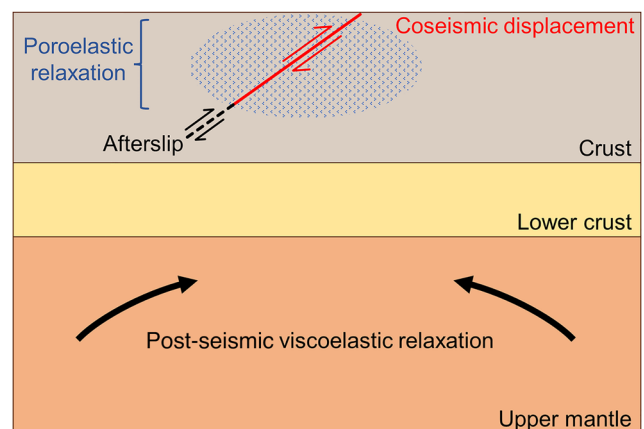 Coseismic displacement
Poroelastic
relaxation
Afterslip
Crust
Lower crust
Post-seismic viscoelastic relaxation
Upper mantle